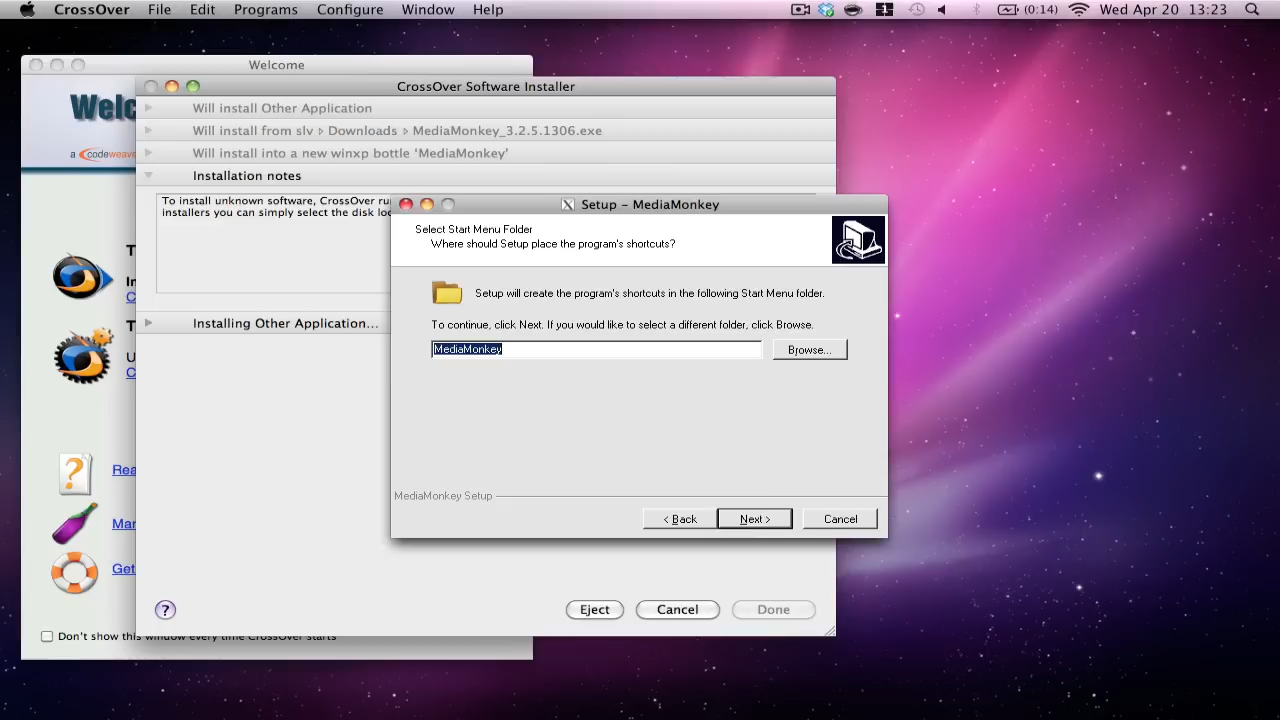 CrossOver File Edit Programs Configure Window Help 1 (0:14) Wed Apr 20 13:23
Welcome
CrossOver Software Installer
Will install Other Application
Will install from slv ▹ Downloads ▹ MediaMonkey_3.2.5.1306.exe
a codeweav
Will install into a new winxp bottle ‘MediaMonkey’
Installation notes
To install unknown software, CrossOver ru
installers you can simply select the disk loc
Setup – MediaMonkey
Select Start Menu Folder
Where should Setup place the program's shortcuts?
Setup will create the program's shortcuts in the following Start Menu folder.
Installing Other Application...
To continue, click Next. If you would like to select a different folder, click Browse.
MediaMonkey Browse...
MediaMonkey Setup
< Back Next > Cancel
? Eject Cancel Done
Don't show this window every time CrossOver starts